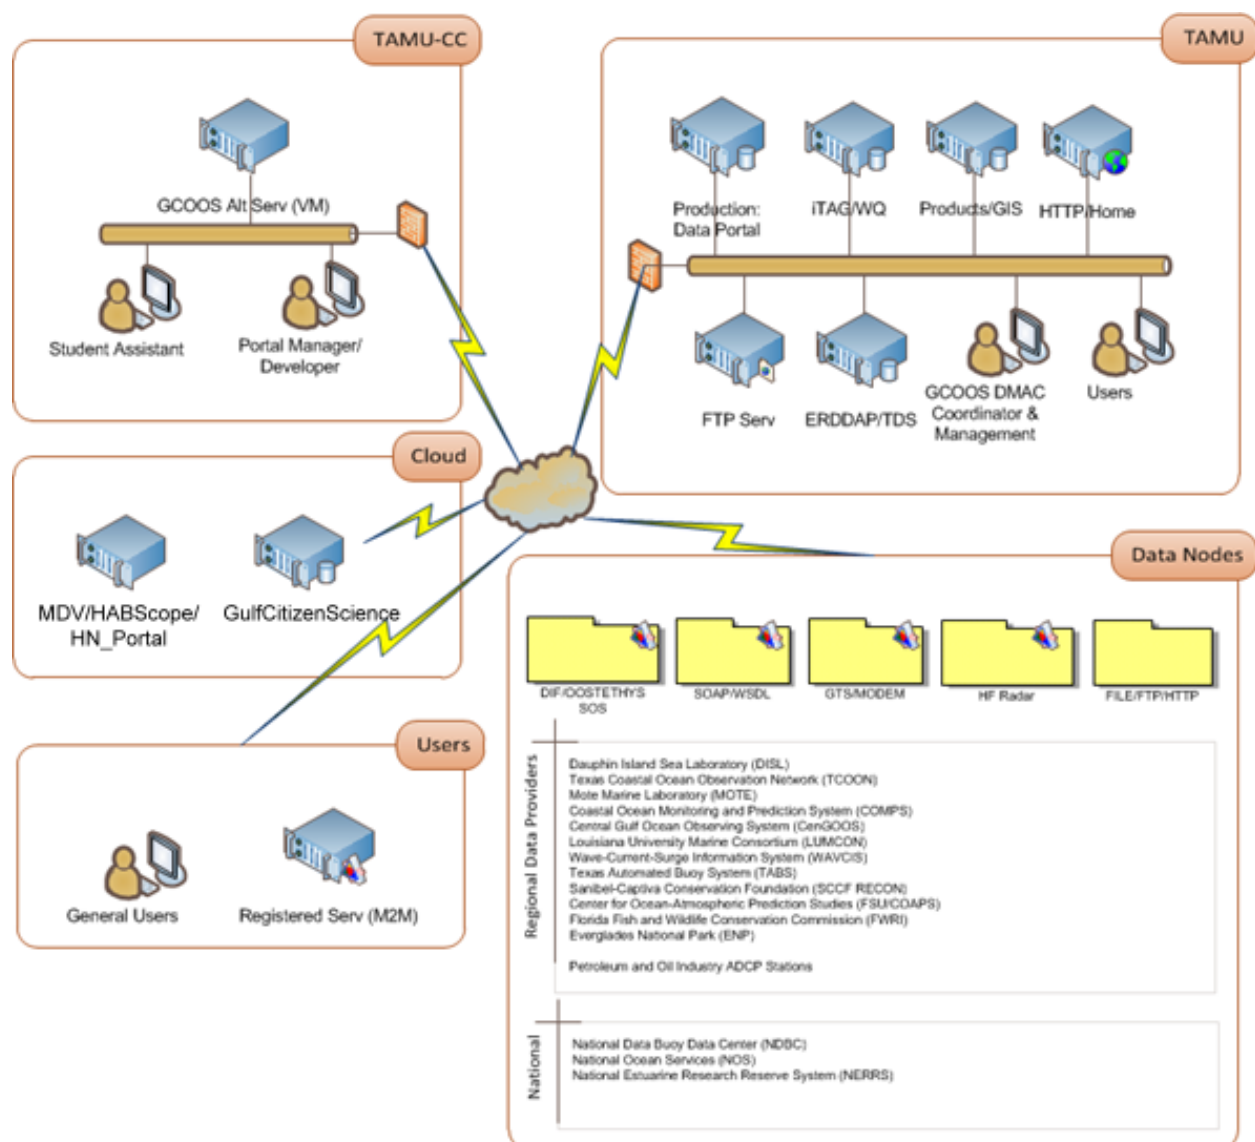 TAMU-CC
GCOOS Alt Serv (VM)
Student Assistant
Portal Manager/
Developer
TAMU
Production:
Data Portal
iTAG/WQ
Products/GIS
HTTP/Home
FTP Serv
ERDDAP/TDS
GCOOS DMAC
Coordinator &
Management
Users
Cloud
MDV/HABScope/
HN_Portal
GulfCitizenScience
Users
General Users
Registered Serv (M2M)
Data Nodes
DIF/OOSTETHYS
SOS
SOAP/WSDL
GTS/MODEM
HF Radar
FILE/FTP/HTTP
Regional Data Providers
Dauphin Island Sea Laboratory (DISL)
Texas Coastal Ocean Observation Network (TCOON)
Mote Marine Laboratory (MOTE)
Coastal Ocean Monitoring and Prediction System (COMPS)
Central Gulf Ocean Observing System (CenGOOS)
Louisiana University Marine Consortium (LUMCON)
Wave-Current-Surge Information System (WAVCIS)
Texas Automated Buoy System (TABS)
Sanibel-Captiva Conservation Foundation (SCCF RECON)
Center for Ocean-Atmospheric Prediction Studies (FSU/COAPS)
Florida Fish and Wildlife Conservation Commission (FWRI)
Everglades National Park (ENP)
Petroleum and Oil Industry ADCP Stations
National
National Data Buoy Data Center (NDBC)
National Ocean Services (NOS)
National Estuarine Research Reserve System (NERRS)